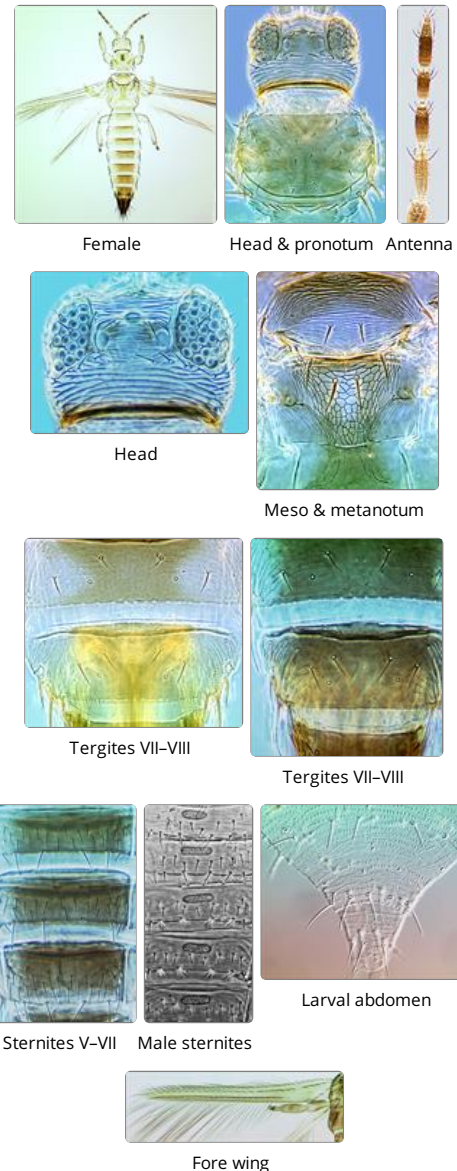 Female
Head & pronotum
Antenna
Head
Meso & metanotum
Tergites VII–VIII
Tergites VII–VIII
Sternites V–VII
Male sternites
Larval abdomen
Fore wing